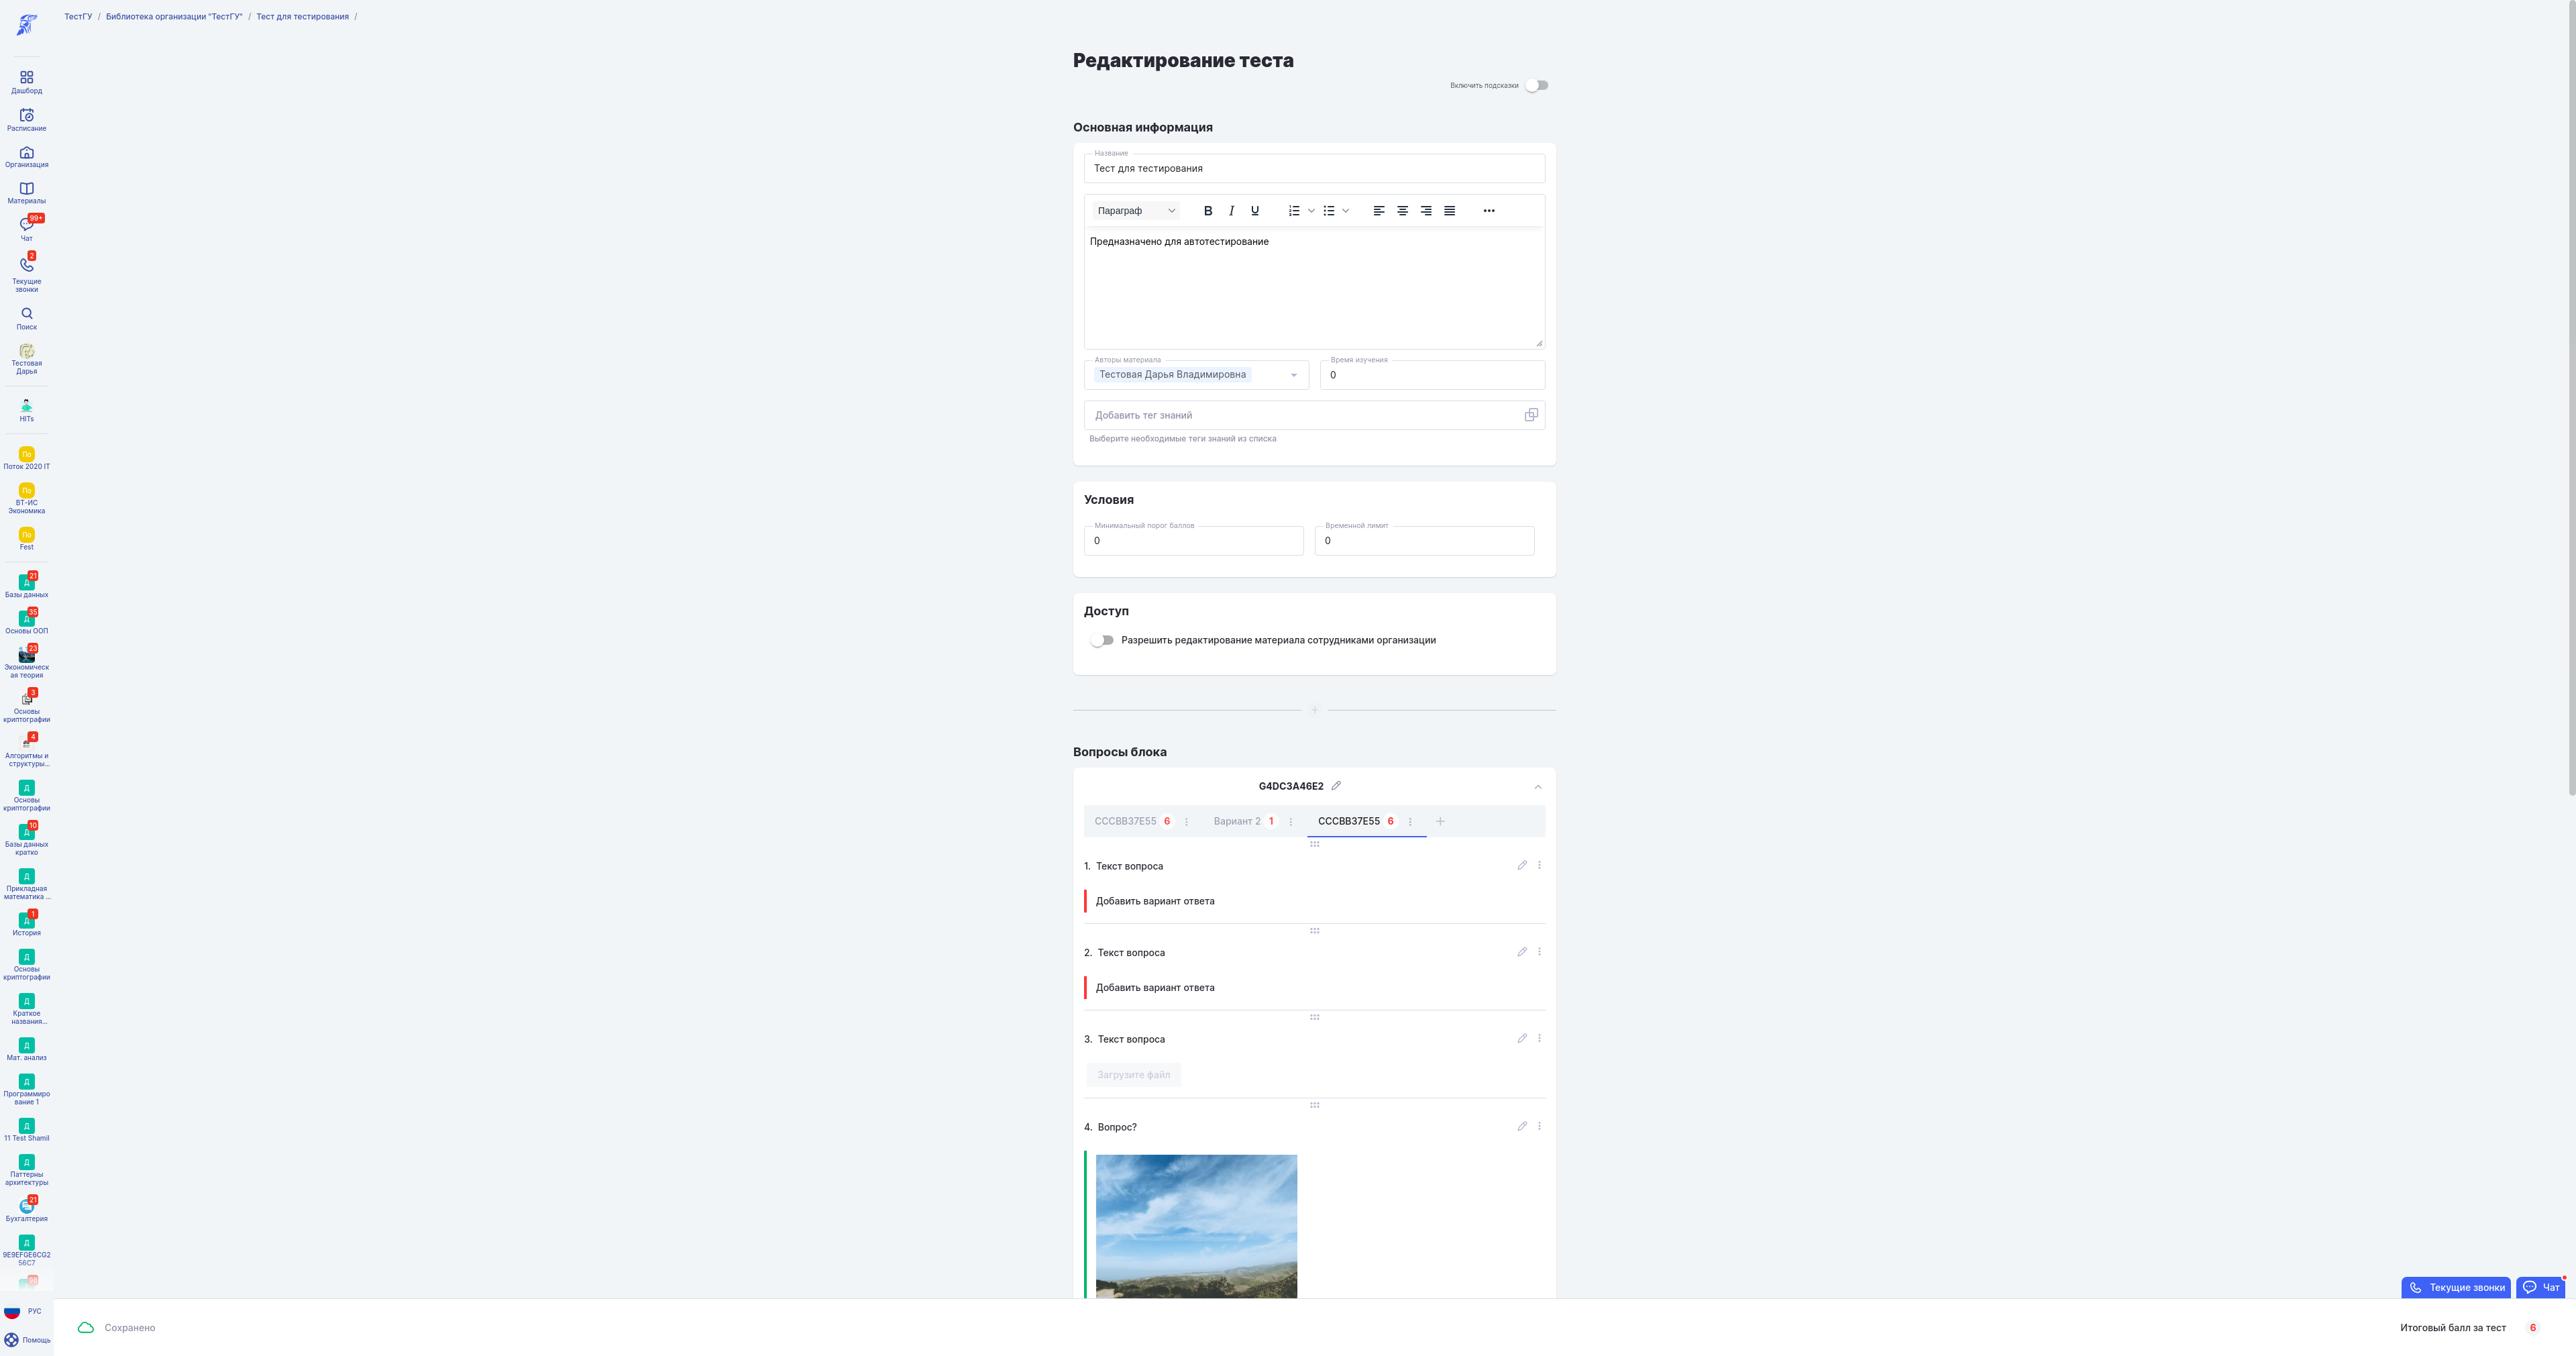 ТестГУ / Библиотека организации "ТестГУ" / Тест для тестирования /
Дашборд
Расписание
Организация
Материалы
99+
Чат
2
Текущие
звонки
Поиск
Тестовая
Дарья
HITs
По
Поток 2020 IT
По
ВТ-ИС
Экономика
По
Fest
21
Д
Базы данных
35
Д
Основы ООП
23
Экономическ
ая теория
3
Основы
криптографии
4
Алгоритмы и
структуры...
Д
Основы
криптографии
10
Д
Базы данных
кратко
Д
Прикладная
математика ...
1
Д
История
Д
Основы
криптографии
Д
Краткое
названия...
Д
Мат. анализ
Д
Программиро
вание 1
Д
11 Test Shamil
Д
Паттерны
архитектуры
21
Бухгалтерия
Д
9E9EFGE6CG2
56C7
РУС
Помощь
Редактирование теста
Включить подсказки
Основная информация
Название
Тест для тестирования
Параграф
Предназначено для автотестирование
Авторы материала
Тестовая Дарья Владимировна
Время изучения
0
Добавить тег знаний
Выберите необходимые теги знаний из списка
Условия
Минимальный порог баллов
0
Временной лимит
0
Доступ
Разрешить редактирование материала сотрудниками организации
Вопросы блока
G4DC3A46E2
CCCBB37E55 6 Вариант 2 1 CCCBB37E55 6
1. Текст вопроса
Добавить вариант ответа
2. Текст вопроса
Добавить вариант ответа
3. Текст вопроса
Загрузите файл
4. Вопрос?
Текущие звонки
Чат
Сохранено
Итоговый балл за тест 6